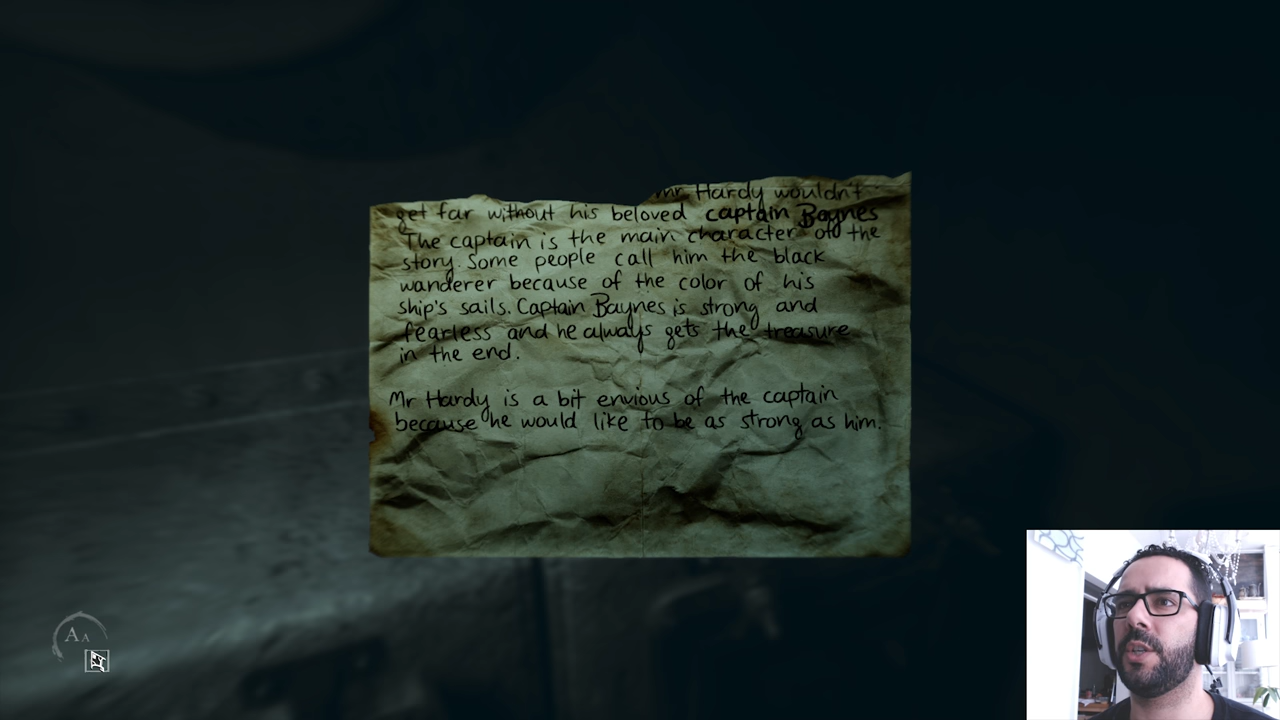 Mr Hardy wouldn't
get far without his beloved captain Baynes
The captain is the main character of the
story. Some people call him the black
wanderer because of the color of his
ship's sails. Captain Baynes is strong and
fearless and he always gets the treasure
in the end.
Mr Hardy is a bit envious of the captain
because he would like to be as strong as him.
AA